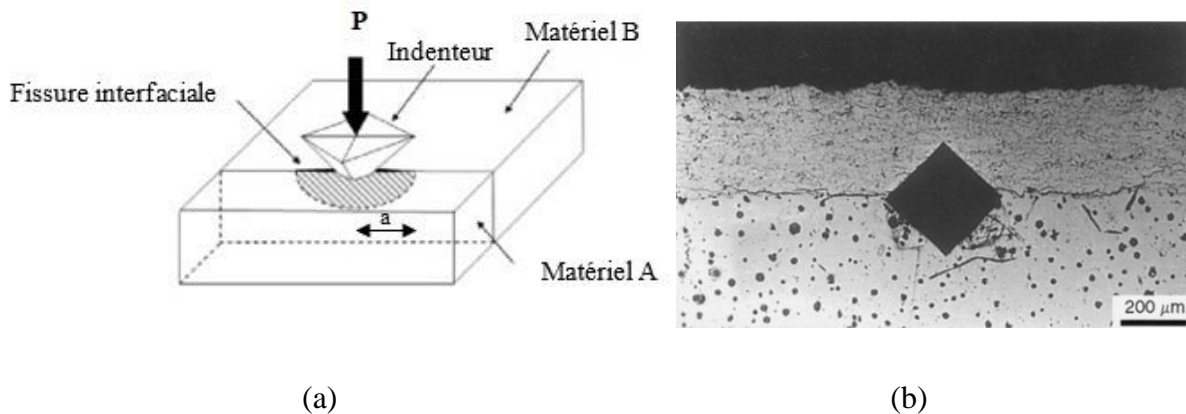 P
Matériel B
Indenteur
Fissure interfaciale
a
Matériel A
200 µm
(a)
(b)